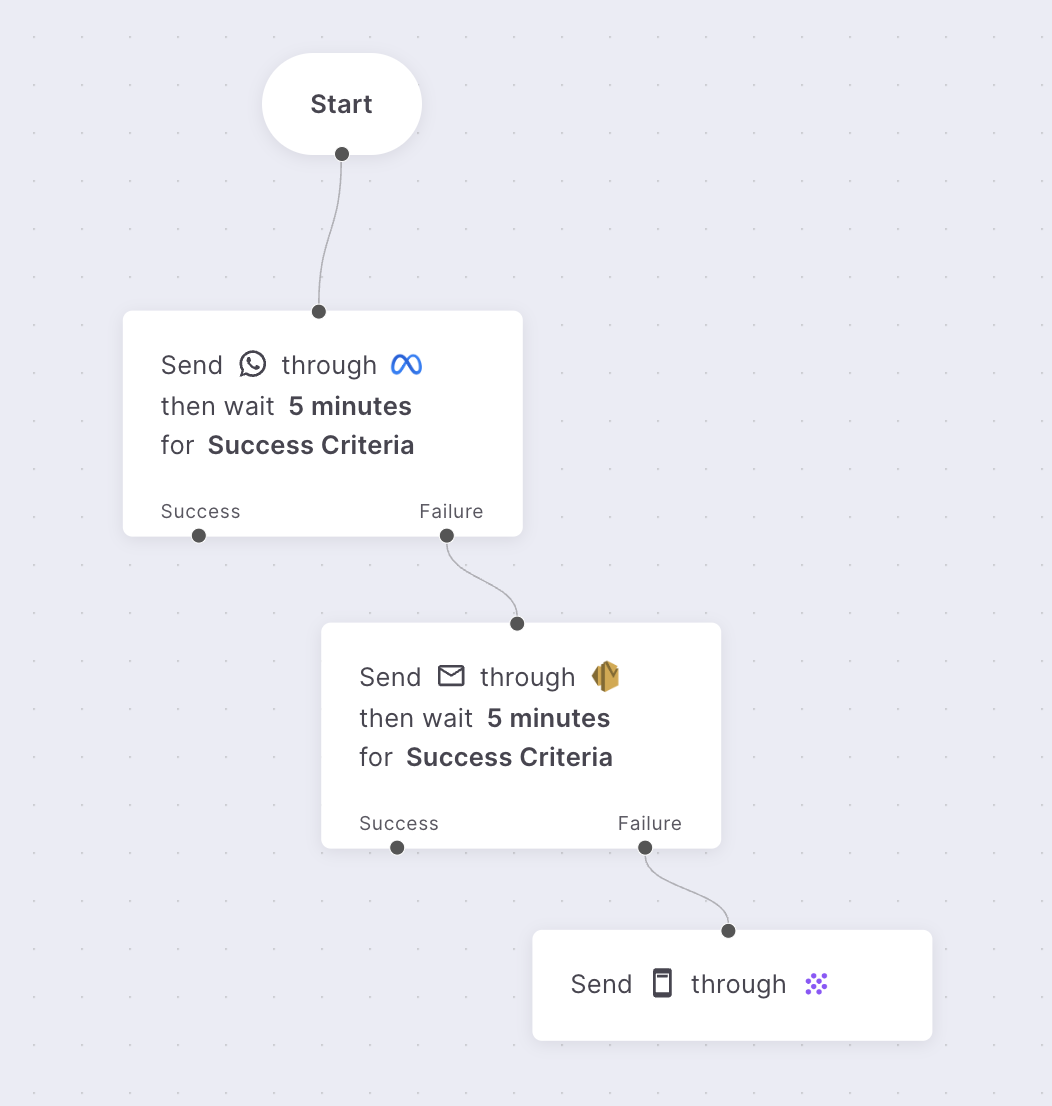 Start
Send through
then wait 5 minutes
for Success Criteria
Success Failure
Send through
then wait 5 minutes
for Success Criteria
Success Failure
Send through